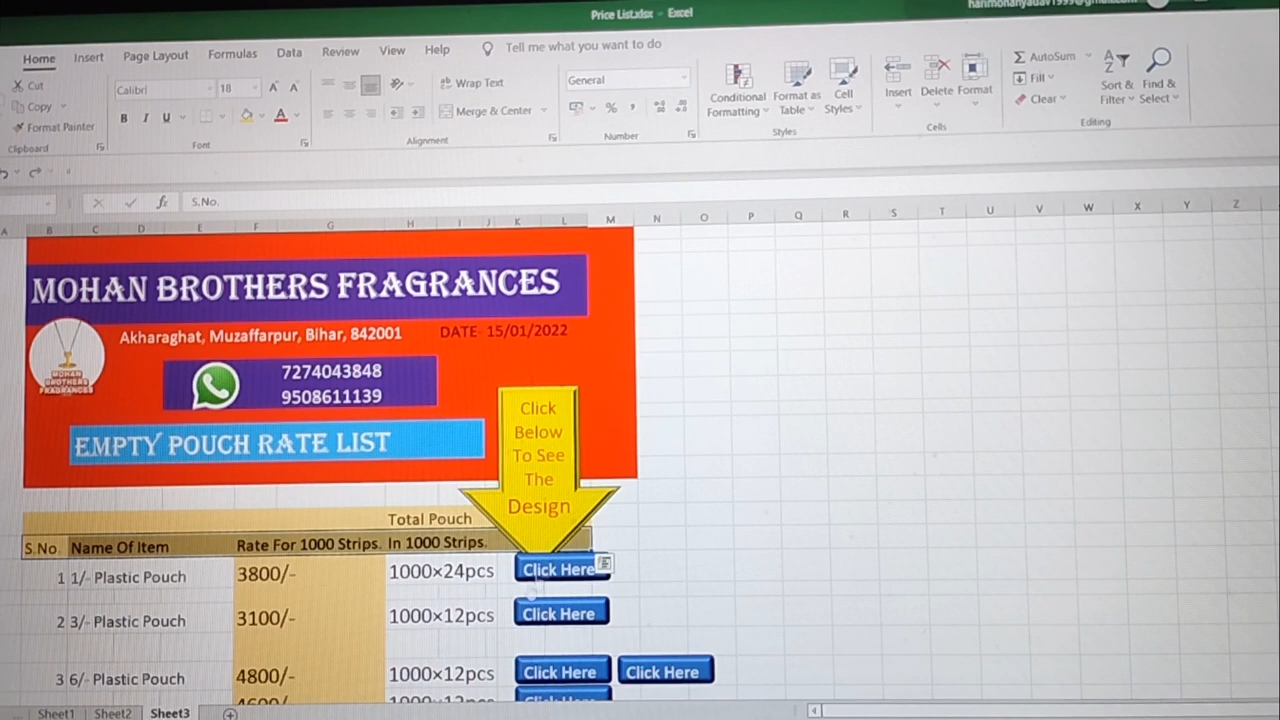 Price List.xlsx - Excel
Home Insert Page Layout Formulas Data Review View Help Tell me what you want to do
Cut
Copy
Format Painter
Clipboard
Calibri 18
B I U
Font
Wrap Text
Merge & Center
Alignment
General
Number
Conditional Formatting
Format as Table
Cell Styles
Styles
Insert Delete Format
Cells
AutoSum
Fill
Clear
Sort & Filter
Find & Select
Editing
fx S.No.
A B C D E F G H I J K L M N O P Q R S T U V W X Y Z
MOHAN BROTHERS FRAGRANCES
Akharaghat, Muzaffarpur, Bihar, 842001 DATE- 15/01/2022
MOHAN
BROTHERS
FRAGRANCES
7274043848
9508611139
EMPTY POUCH RATE LIST
Click
Below
To See
The
Design
Total Pouch
S.No. Name Of Item Rate For 1000 Strips. In 1000 Strips.
1 1/- Plastic Pouch 3800/- 1000×24pcs Click Here
2 3/- Plastic Pouch 3100/- 1000×12pcs Click Here
3 6/- Plastic Pouch 4800/- 1000×12pcs Click Here Click Here
Sheet1 Sheet2 Sheet3